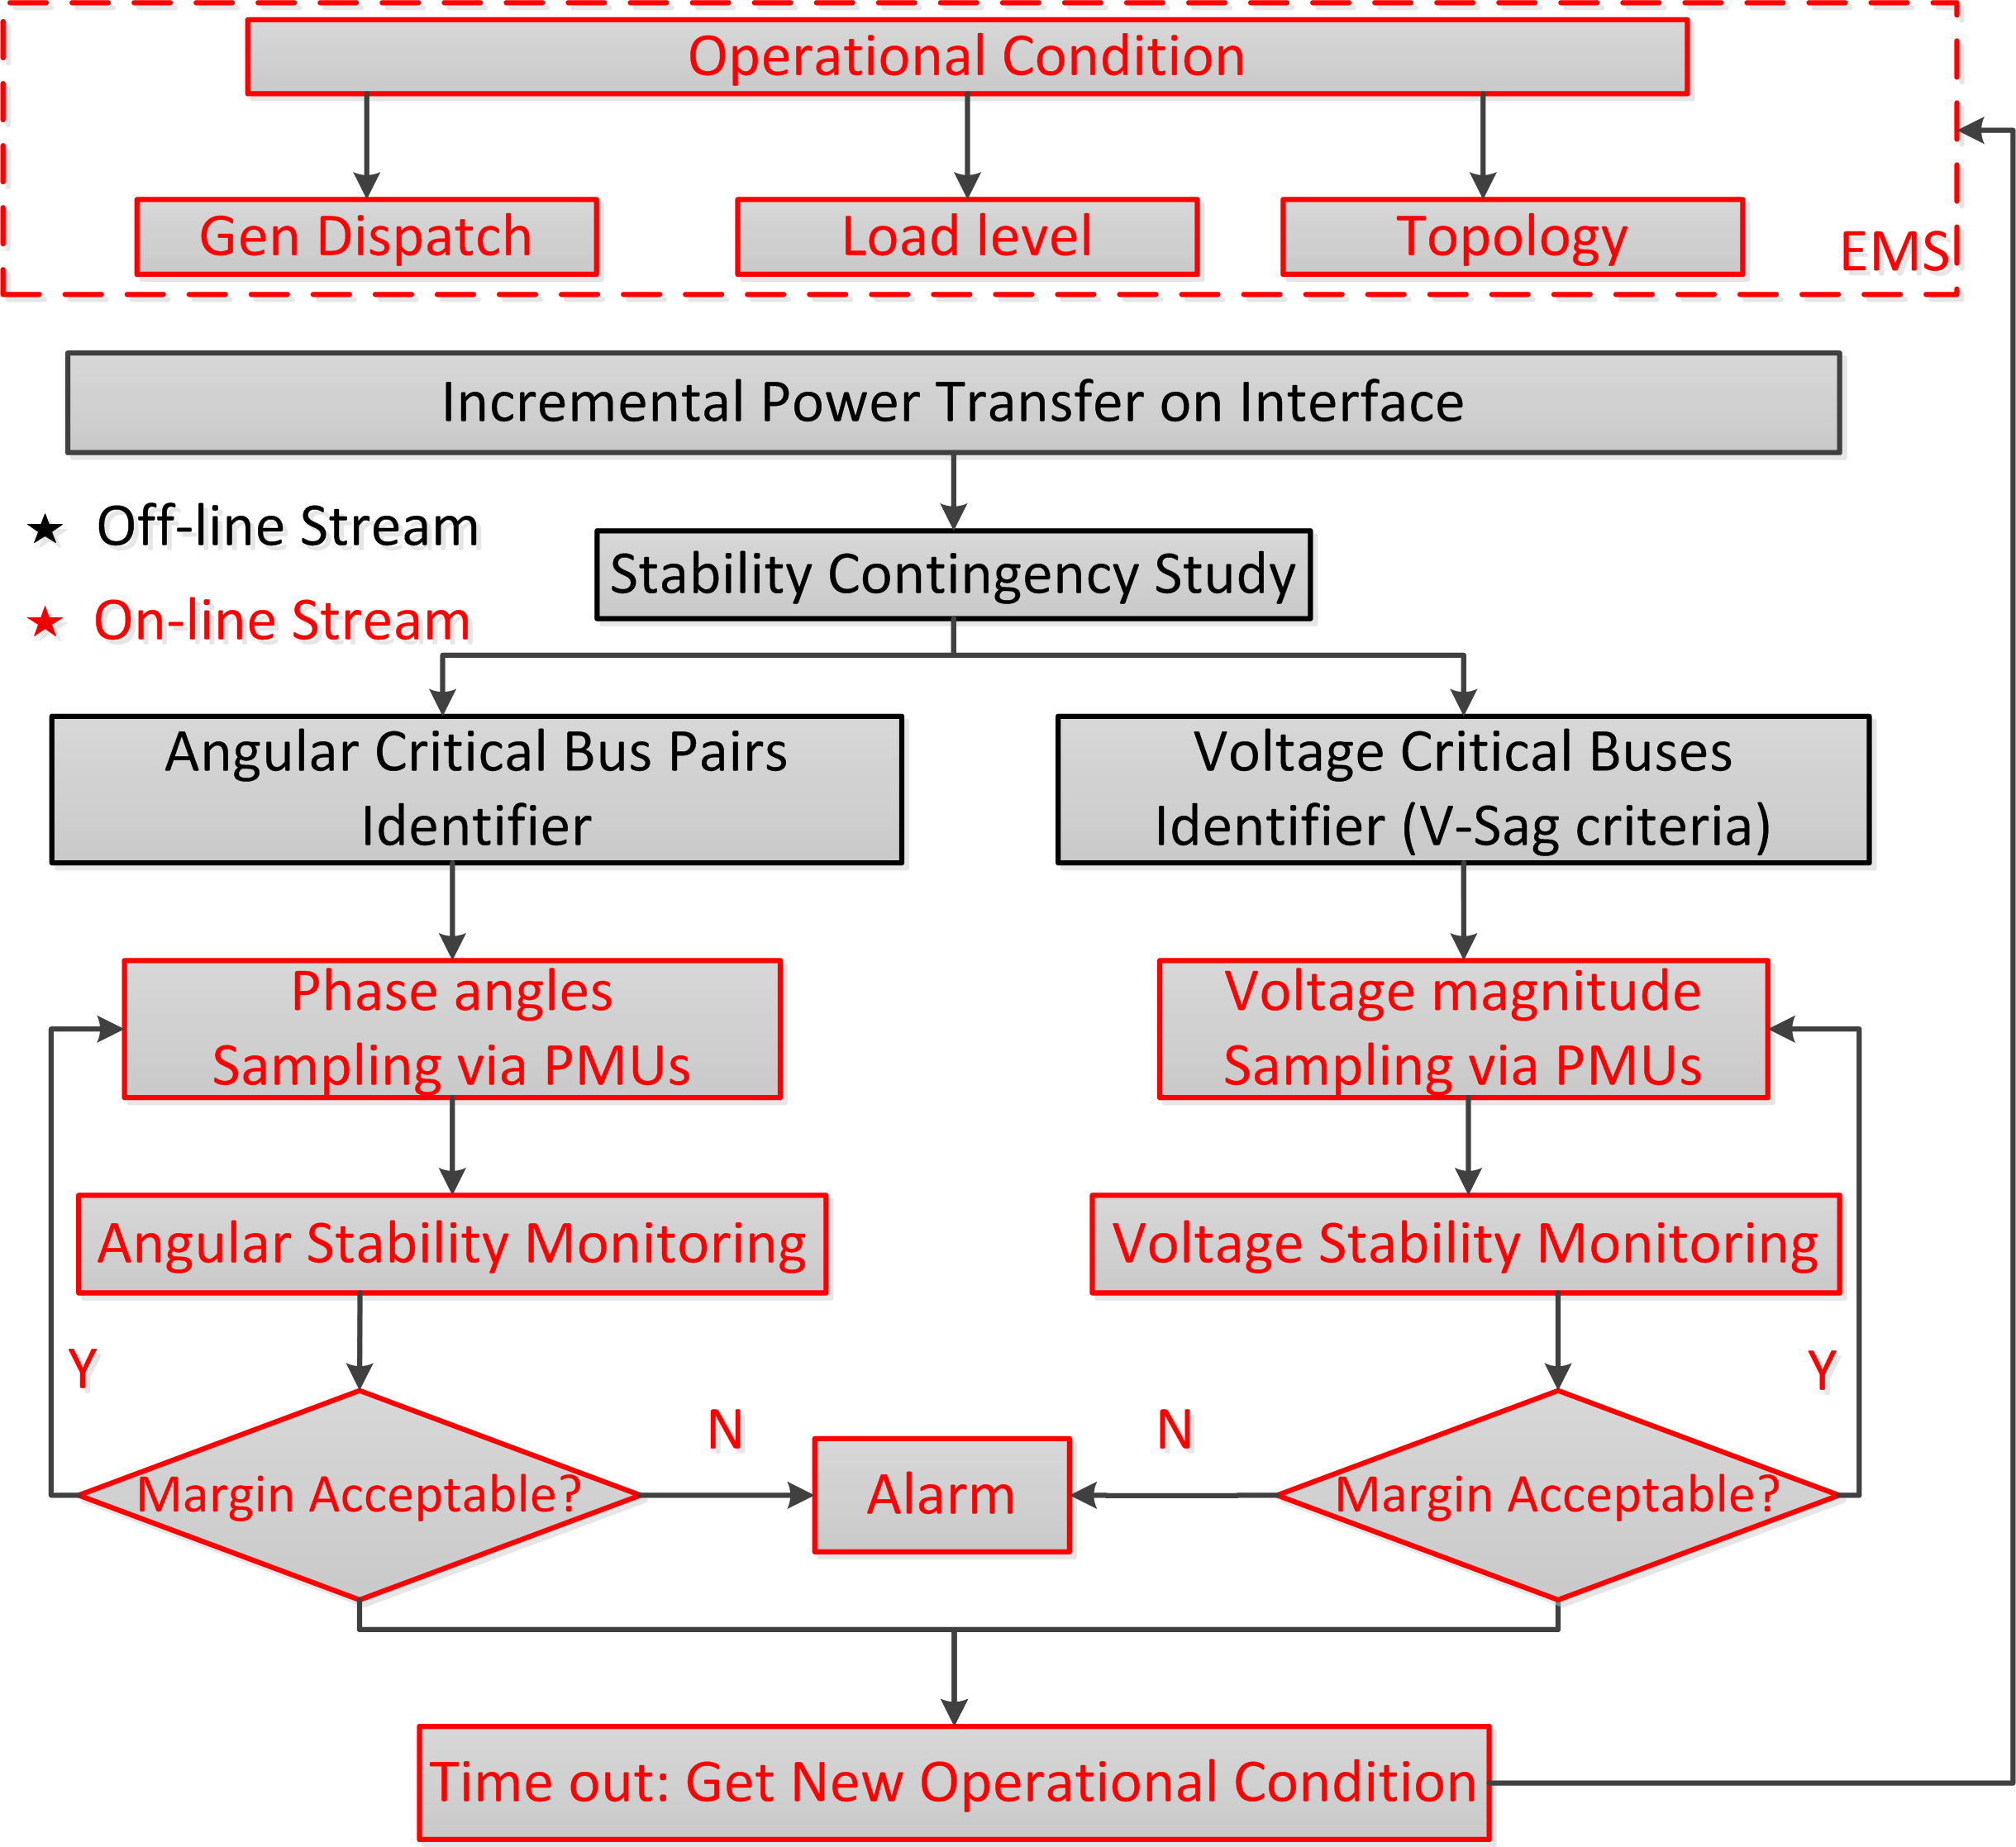 Operational Condition
Gen Dispatch
Load level
Topology
EMS
Incremental Power Transfer on Interface
★ Off-line Stream
★ On-line Stream
Stability Contingency Study
Angular Critical Bus Pairs
Identifier
Voltage Critical Buses
Identifier (V-Sag criteria)
Phase angles
Sampling via PMUs
Voltage magnitude
Sampling via PMUs
Angular Stability Monitoring
Voltage Stability Monitoring
Y
Y
N
N
Margin Acceptable?
Alarm
Margin Acceptable?
Time out: Get New Operational Condition